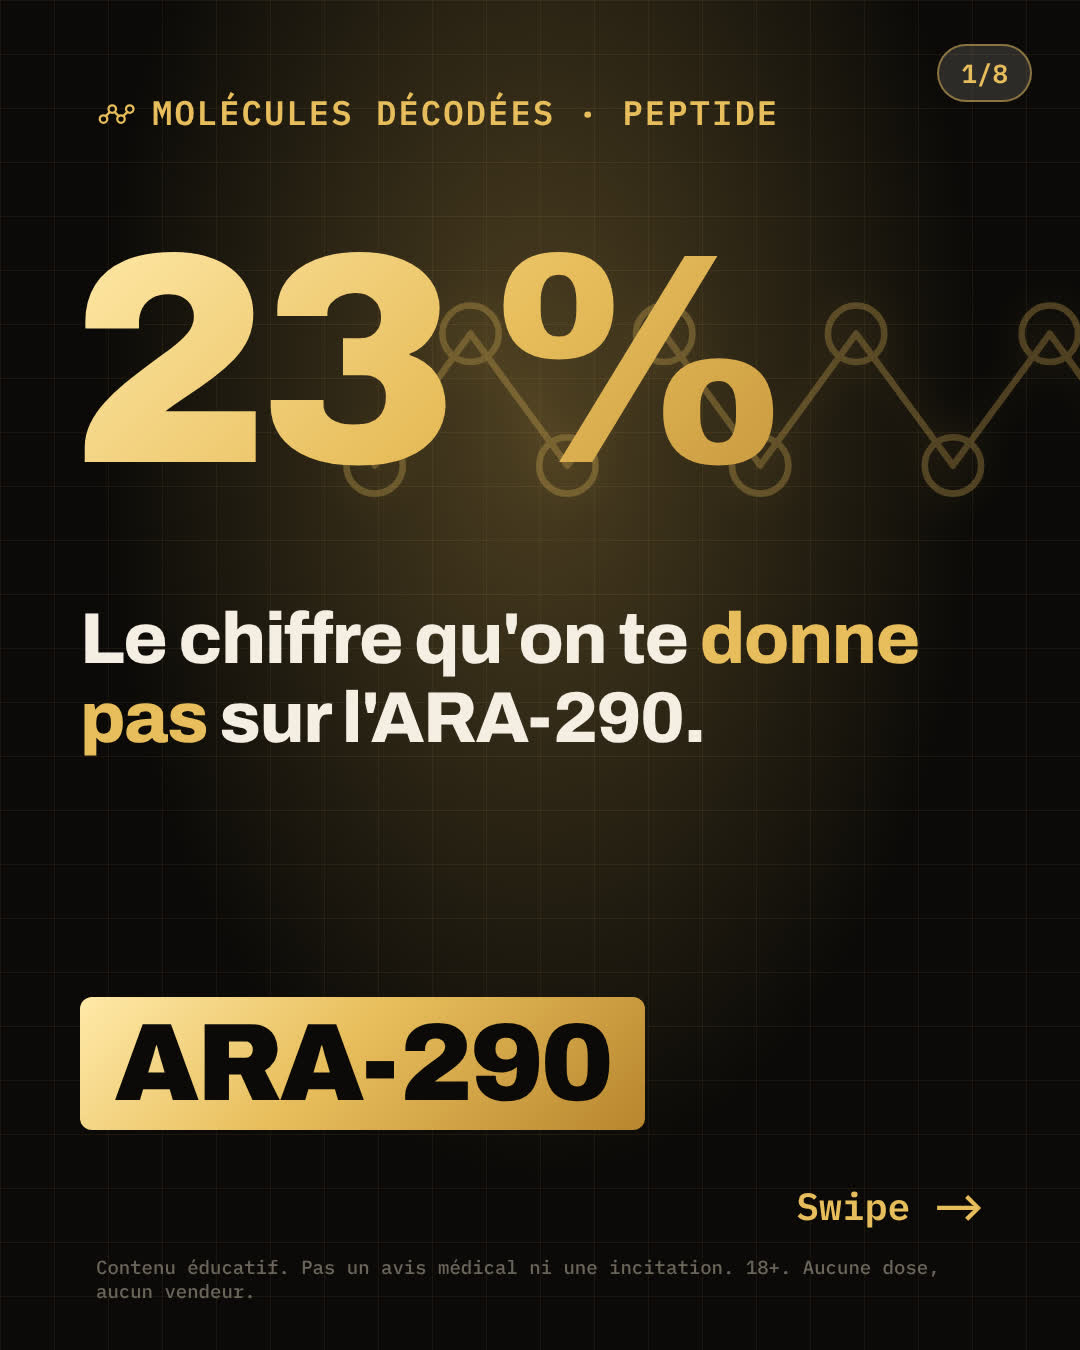 1/8
MOLÉCULES DÉCODÉES · PEPTIDE
23%
Le chiffre qu'on te donne
pas sur l'ARA-290.
ARA-290
Swipe →
Contenu éducatif. Pas un avis médical ni une incitation. 18+. Aucune dose,
aucun vendeur.